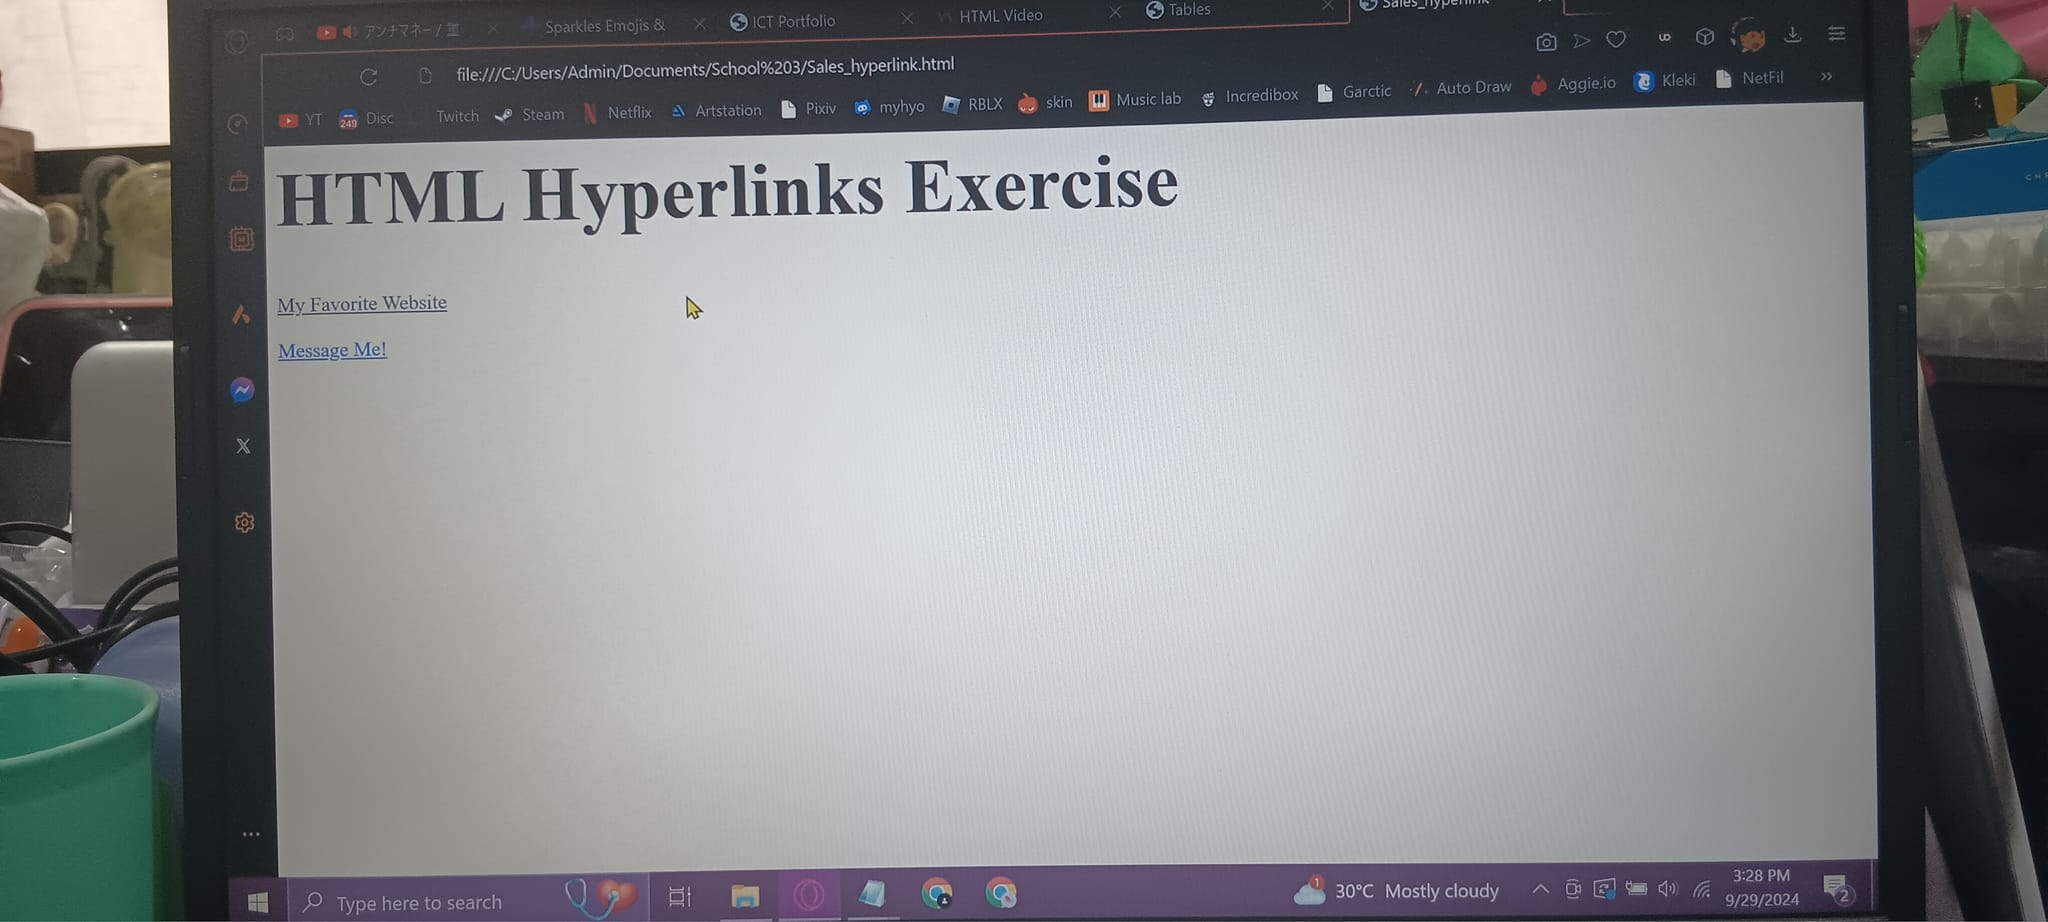 アンチマネー /
Sparkles Emojis &
ICT Portfolio
HTML Video
Tables
Sales_hyperlink
file:///C:/Users/Admin/Documents/School%203/Sales_hyperlink.html
YT
249
Disc
Twitch
Steam
Netflix
Artstation
Pixiv
myhyo
RBLX
skin
Music lab
Incredibox
Garctic
Auto Draw
Aggie.io
Kleki
NetFil
HTML Hyperlinks Exercise
My Favorite Website
Message Me!
Type here to search
1
30°C Mostly cloudy
3:28 PM
9/29/2024
2